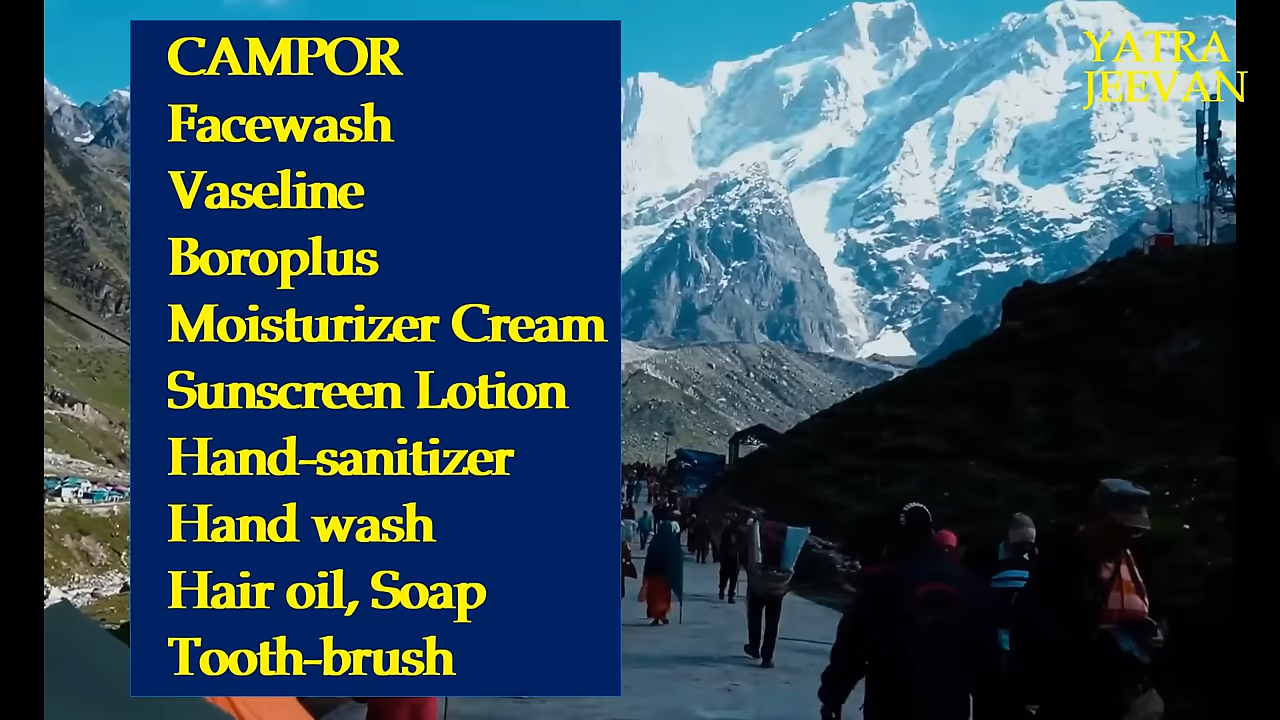 CAMPOR
Facewash
Vaseline
Boroplus
Moisturizer Cream
Sunscreen Lotion
Hand-sanitizer
Hand wash
Hair oil, Soap
Tooth-brush
YATRA
JEEVAN